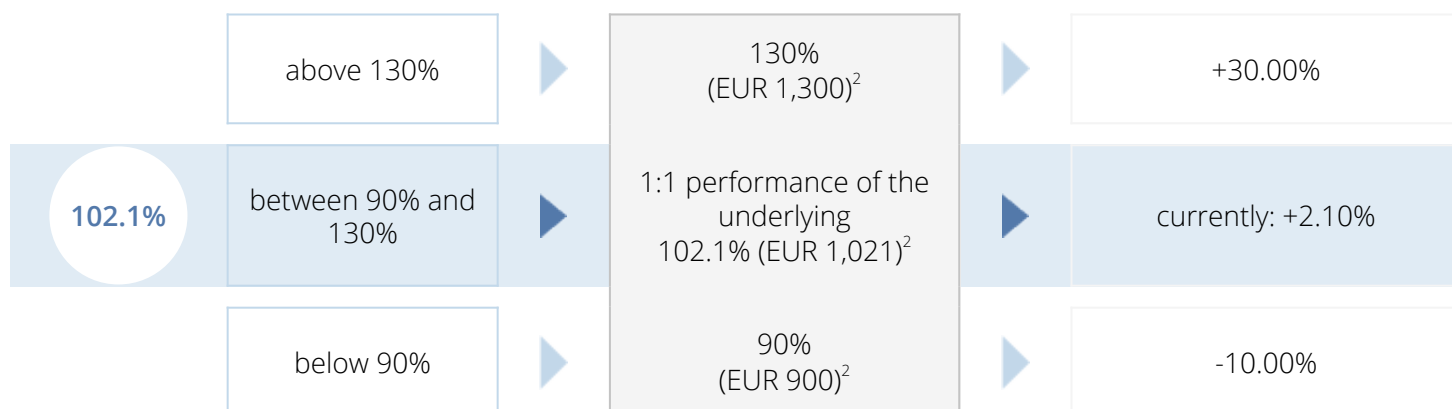 above 130%
130%
(EUR 1,300)²
+30.00%
102.1%
between 90% and
130%
1:1 performance of the
underlying
102.1% (EUR 1,021)²
currently: +2.10%
below 90%
90%
(EUR 900)²
-10.00%